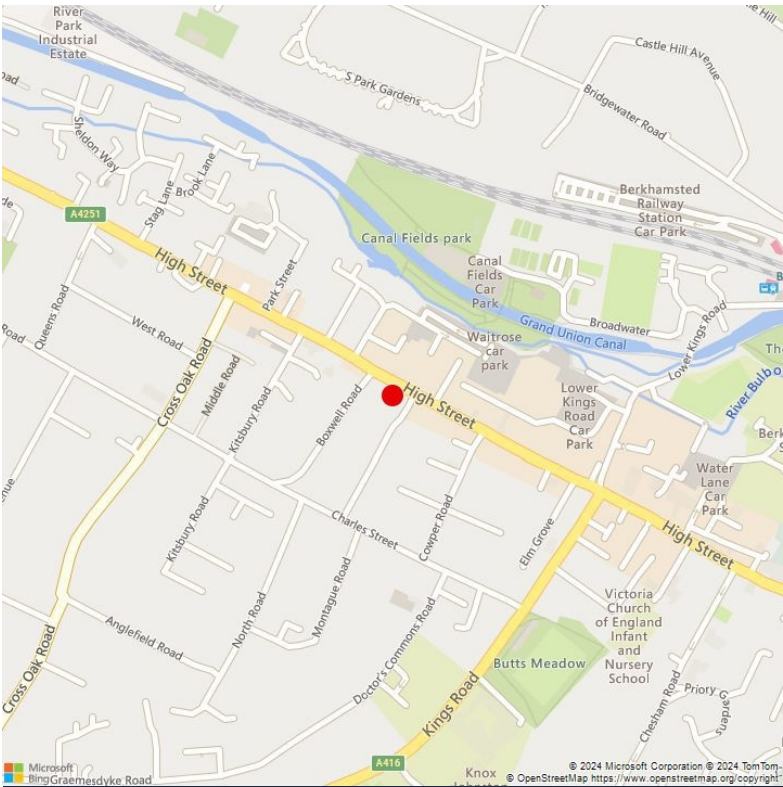 River
Park
Industrial
Estate
Castle Hill Avenue
S Park Gardens
Bridgewater Road
Sheldon Way
Brook Lane
Stag Lane
Berkhamsted
Railway
Station
Car Park
A4251
Canal Fields park
High Street
Park Street
Canal
Fields
Car
Park
Queens Road
West Road
Grand Union Canal
Broadwater
Lower Kings Road
Waitrose
car
park
Cross Oak Road
Middle Road
Kitsbury Road
Boxwell Road
High Street
Lower
Kings
Road
Car
Park
Water
Lane
Car
Park
Kitsbury Road
Charles Street
Cowper Road
Elm Grove
High Street
Montague Road
North Road
Anglefield Road
Cross Oak Road
Doctor's Commons Road
Victoria
Church
of England
Infant
and
Nursery
School
Butts Meadow
Kings Road
Chesham Road
Priory Gardens
A416
Knox
Microsoft
Bing
Graemesdyke Road
© 2024 Microsoft Corporation © 2024 TomTom
© OpenStreetMap https://www.openstreetmap.org/copyright